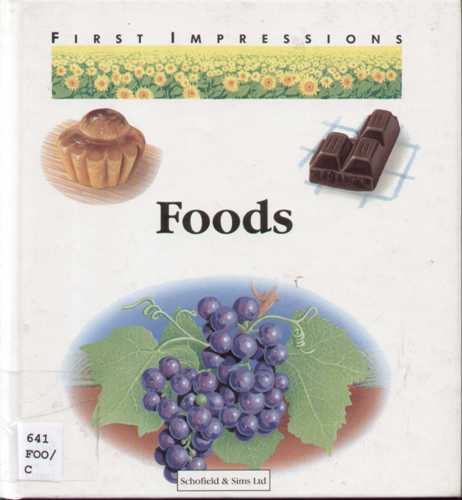 FIRST IMPRESSIONS
Foods
641
FOO/
C
Schofield & Sims Ltd